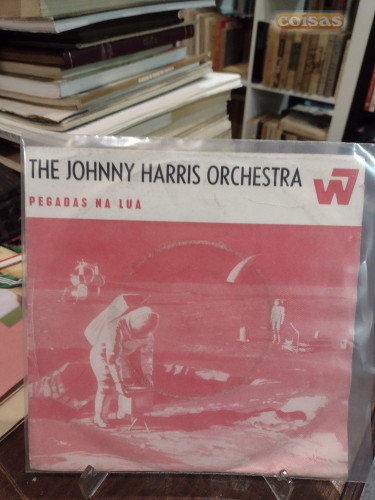 coisas
THE JOHNNY HARRIS ORCHESTRA
W7
PEGADAS NA LUA